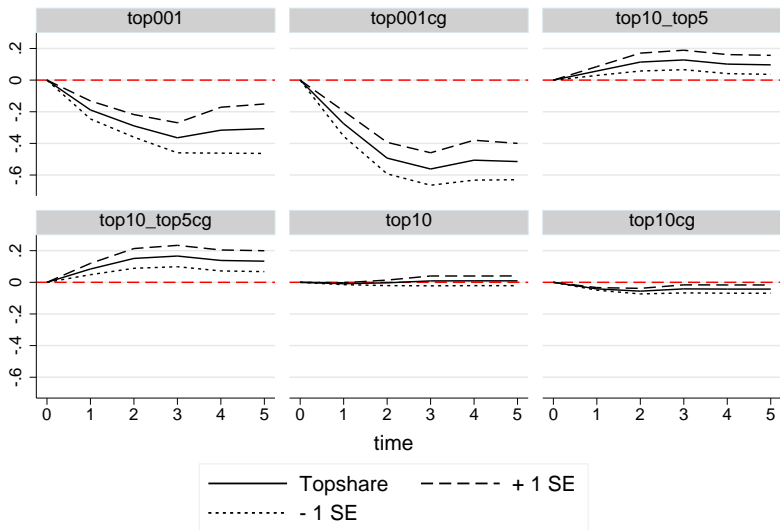 top001 top001cg top10_top5
.2
0
-.2
-.4
-.6
top10_top5cg top10 top10cg
.2
0
-.2
-.4
-.6
0 1 2 3 4 5 0 1 2 3 4 5 0 1 2 3 4 5
time
Topshare + 1 SE
- 1 SE